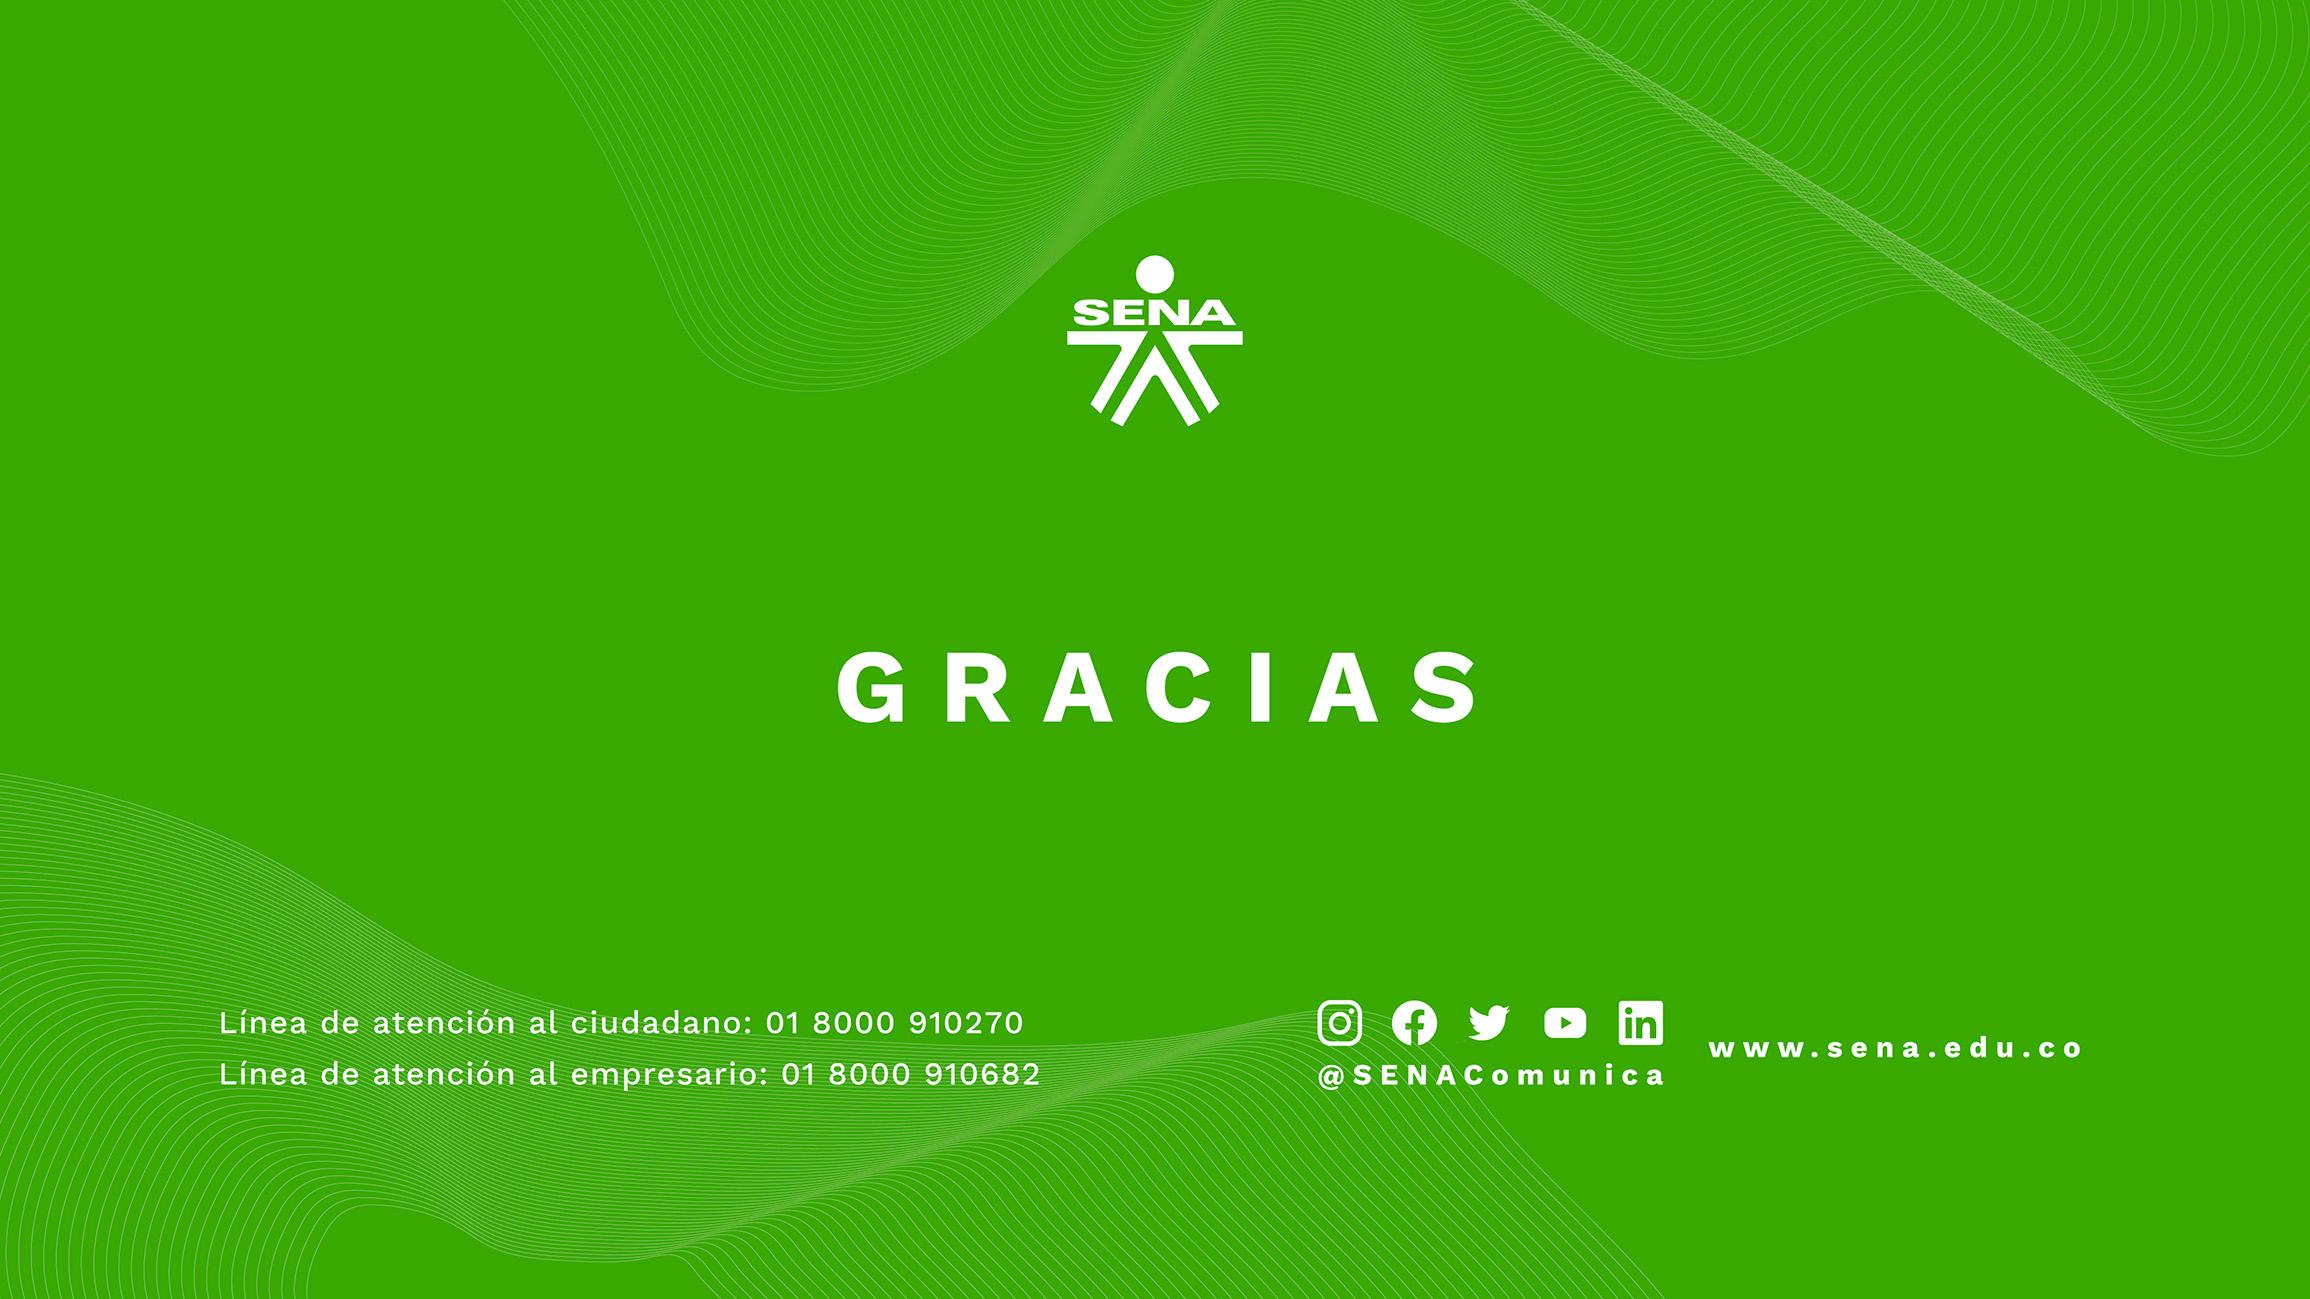 SENA
GRACIAS
Línea de atención al ciudadano: 01 8000 910270
Línea de atención al empresario: 01 8000 910682
@SENAComunica
www.sena.edu.co